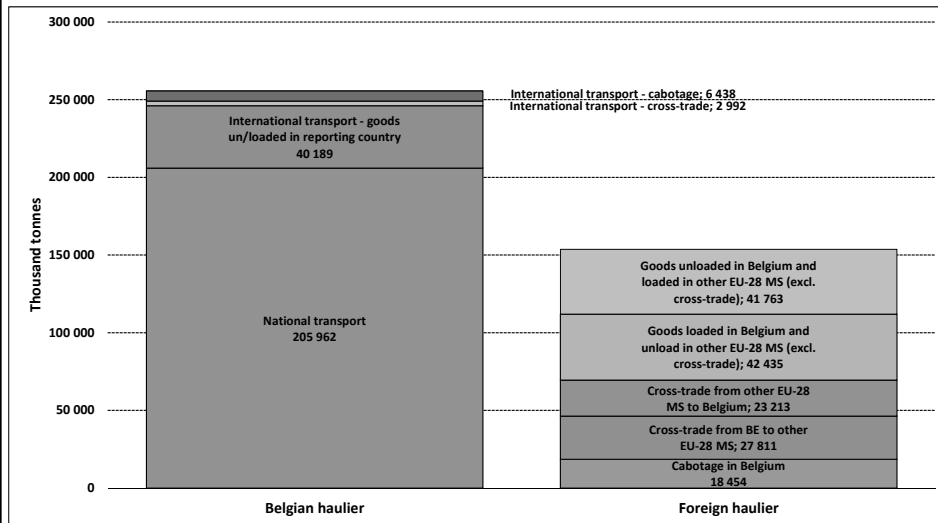 300 000
250 000
200 000
150 000
100 000
50 000
0
Thousand tonnes
International transport - cabotage; 6 438
International transport - cross-trade; 2 992
International transport - goods
un/loaded in reporting country
40 189
National transport
205 962
Goods unloaded in Belgium and
loaded in other EU-28 MS (excl.
cross-trade); 41 763
Goods loaded in Belgium and
unload in other EU-28 MS (excl.
cross-trade); 42 435
Cross-trade from other EU-28
MS to Belgium; 23 213
Cross-trade from BE to other
EU-28 MS; 27 811
Cabotage in Belgium
18 454
Belgian haulier
Foreign haulier